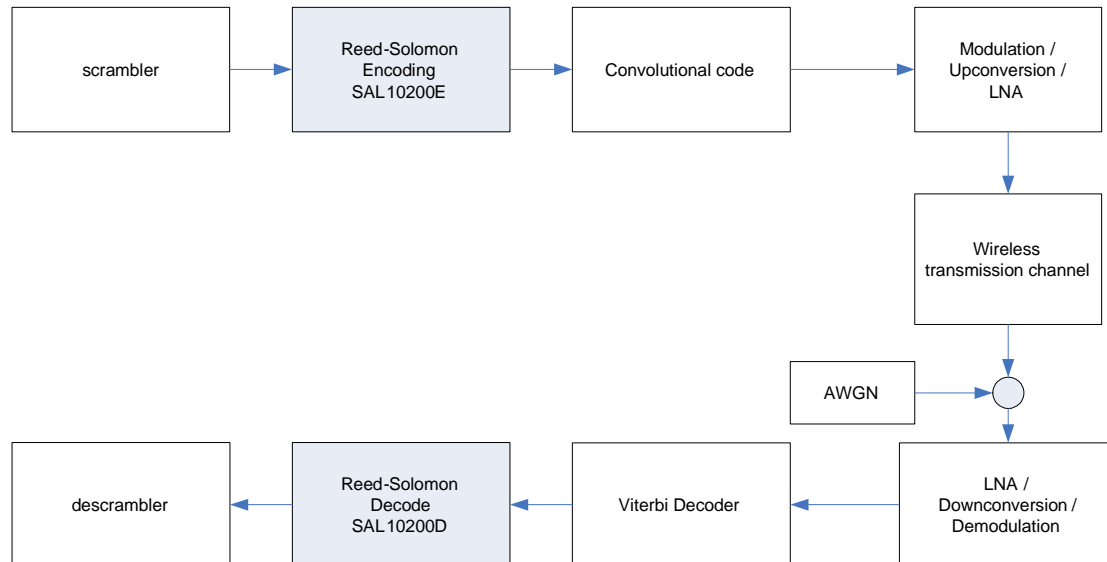 scrambler
Reed-Solomon
Encoding
SAL10200E
Convolutional code
Modulation /
Upconversion /
LNA
Wireless
transmission channel
AWGN
LNA /
Downconversion /
Demodulation
Viterbi Decoder
Reed-Solomon
Decode
SAL10200D
descrambler